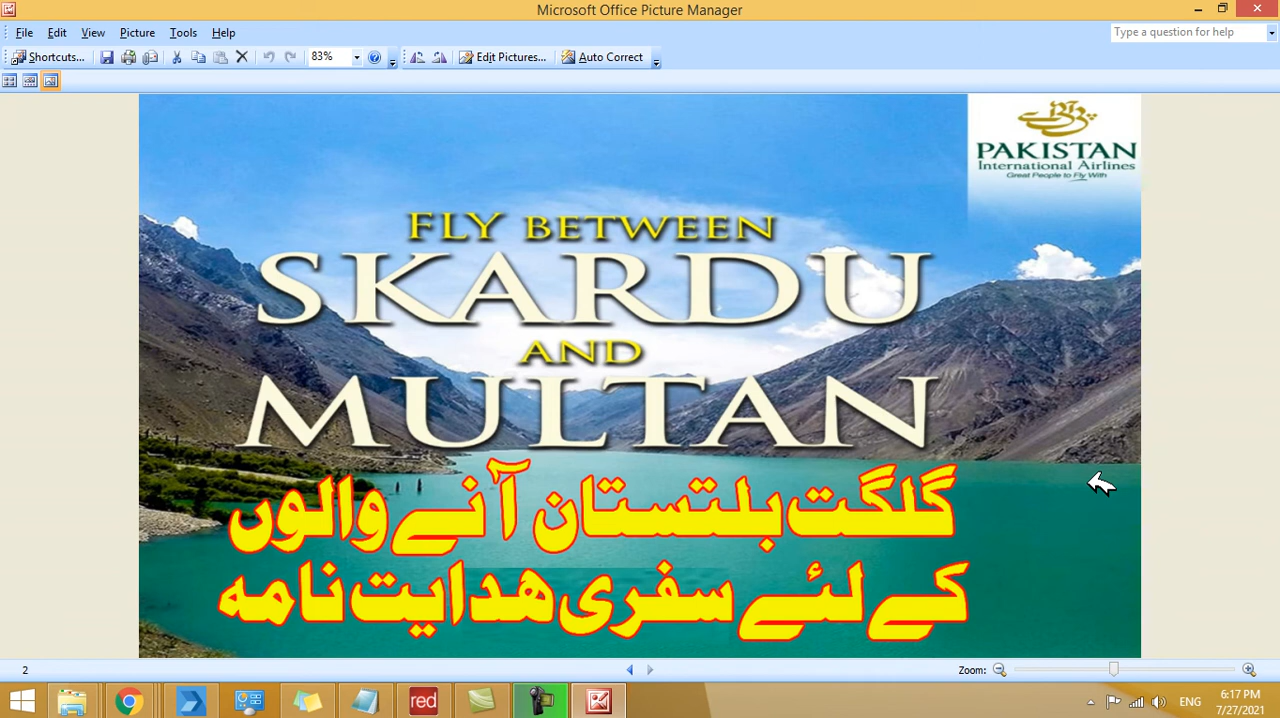 Microsoft Office Picture Manager
File Edit View Picture Tools Help
Type a question for help
Shortcuts...
83%
Edit Pictures...
Auto Correct
PAKISTAN
International Airlines
Great People to Fly With
FLY BETWEEN
SKARDU
AND
MULTAN
گلگت بلتستان آنے والوں
کے لئے سفری ھدایت نامہ
2
Zoom:
red
ENG
6:17 PM
7/27/2021